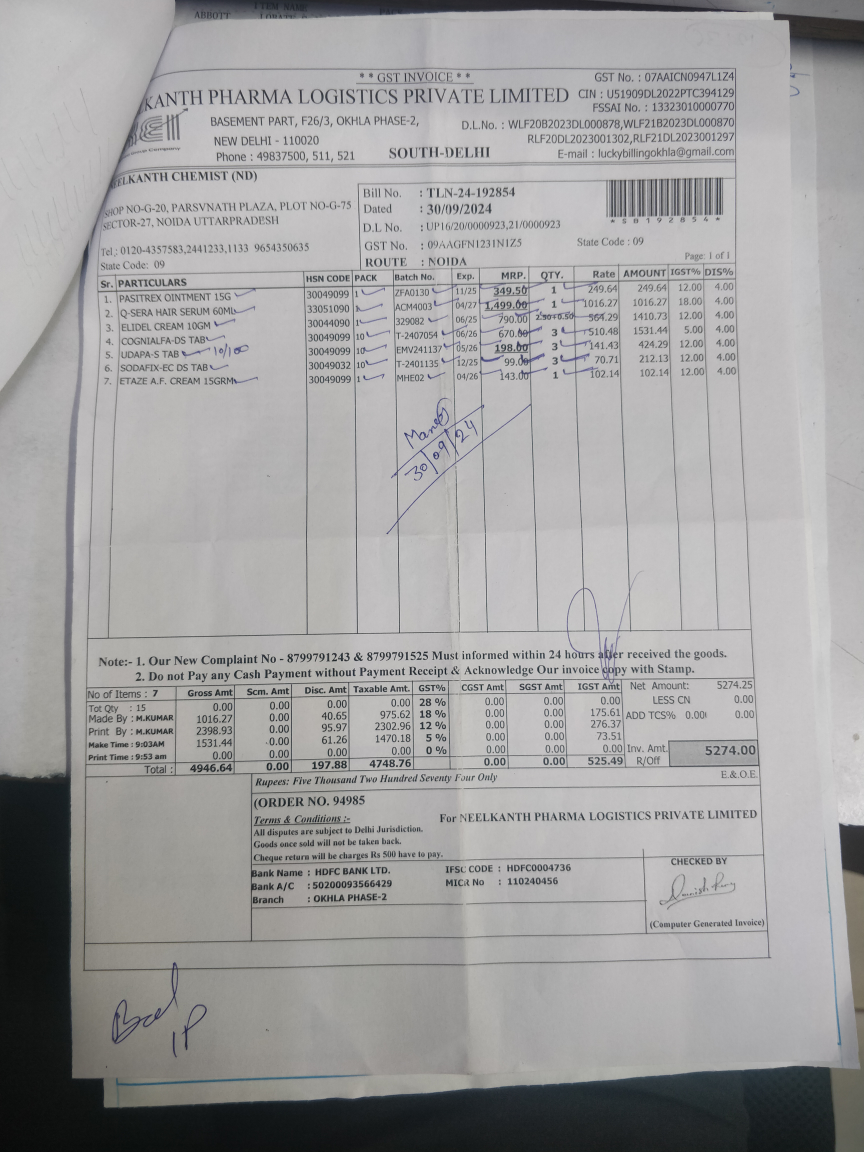 ABBOTT ITEM NAME
* * GST INVOICE * *
GST No. : 07AAICN0947L1Z4
KANTH PHARMA LOGISTICS PRIVATE LIMITED
CIN : U51909DL2022PTC394129
FSSAI No. : 13323010000770
BASEMENT PART, F26/3, OKHLA PHASE-2,
D.L.No. : WLF20B2023DL000878,WLF21B2023DL000870
NEW DELHI - 110020
RLF20DL2023001302, RLF21DL2023001297
Phone : 49837500, 511, 521
SOUTH-DELHI
E-mail : luckybillingokhla@gmail.com
NEELKANTH CHEMIST (ND)
SHOP NO-G-20, PARSVNATH PLAZA, PLOT NO-G-75
SECTOR-27, NOIDA UTTARPRADESH
Tel.: 0120-4357583,2441233,1133 9654350635
State Code: 09
Bill No. : TLN-24-192854
Dated : 30/09/2024
D.L No. : UP16/20/0000923,21/0000923
GST No. : 09AAGFN1231N1Z5
State Code : 09
ROUTE : NOIDA
*58192854*
Page: 1 of 1
Sr. PARTICULARS HSN CODE PACK Batch No. Exp. MRP. QTY. Rate AMOUNT IGST% DIS%
1. PASITREX OINTMENT 15G 30049099 1 ZFA0130 11/25 349.50 1 249.64 249.64 12.00 4.00
2. Q-SERA HAIR SERUM 60ML 33051090 1 ACM4003 04/27 1,499.00 1 1016.27 1016.27 18.00 4.00
3. ELIDEL CREAM 10GM 30044090 1 329082 06/25 790.00 2.50+0.50 564.29 1410.73 12.00 4.00
4. COGNIALFA-DS TAB 30049099 10 T-2407054 06/26 670.00 3 510.48 1531.44 5.00 4.00
5. UDAPA-S TAB 10/100 30049099 10 EMV241137 05/26 198.00 3 141.43 424.29 12.00 4.00
6. SODAFIX-EC DS TAB 30049032 10 T-2401135 12/25 99.00 3 70.71 212.13 12.00 4.00
7. ETAZE A.F. CREAM 15GRM 30049099 1 MHE02 04/26 143.00 1 102.14 102.14 12.00 4.00
30/09/24
Note:- 1. Our New Complaint No - 8799791243 & 8799791525 Must informed within 24 hours after received the goods.
2. Do not Pay any Cash Payment without Payment Receipt & Acknowledge Our invoice copy with Stamp.
No of Items : 7 Gross Amt Scm. Amt Disc. Amt Taxable Amt. GST% CGST Amt SGST Amt IGST Amt Net Amount: 5274.25
Tot Qty : 15 0.00 0.00 0.00 0.00 28 % 0.00 0.00 0.00 LESS CN 0.00
Made By : M.KUMAR 1016.27 0.00 40.65 975.62 18 % 0.00 0.00 175.61 ADD TCS% 0.00 0.00
Print By : M.KUMAR 2398.93 0.00 95.97 2302.96 12 % 0.00 0.00 276.37
Make Time : 9:03AM 1531.44 0.00 61.26 1470.18 5 % 0.00 0.00 73.51
Print Time : 9:53 am 0.00 0.00 0.00 0.00 0 % 0.00 0.00 0.00 Inv. Amt. 5274.00
Total : 4946.64 0.00 197.88 4748.76 0.00 0.00 525.49 R/Off
Rupees: Five Thousand Two Hundred Seventy Four Only
E.& O.E.
(ORDER NO. 94985
Terms & Conditions :-
For NEELKANTH PHARMA LOGISTICS PRIVATE LIMITED
All disputes are subject to Delhi Jurisdiction.
Goods once sold will not be taken back.
Cheque return will be charges Rs 500 have to pay.
Bank Name : HDFC BANK LTD. IFSC CODE : HDFC0004736
Bank A/C : 50200093566429 MICR No : 110240456
Branch : OKHLA PHASE-2
CHECKED BY
(Computer Generated Invoice)
IP